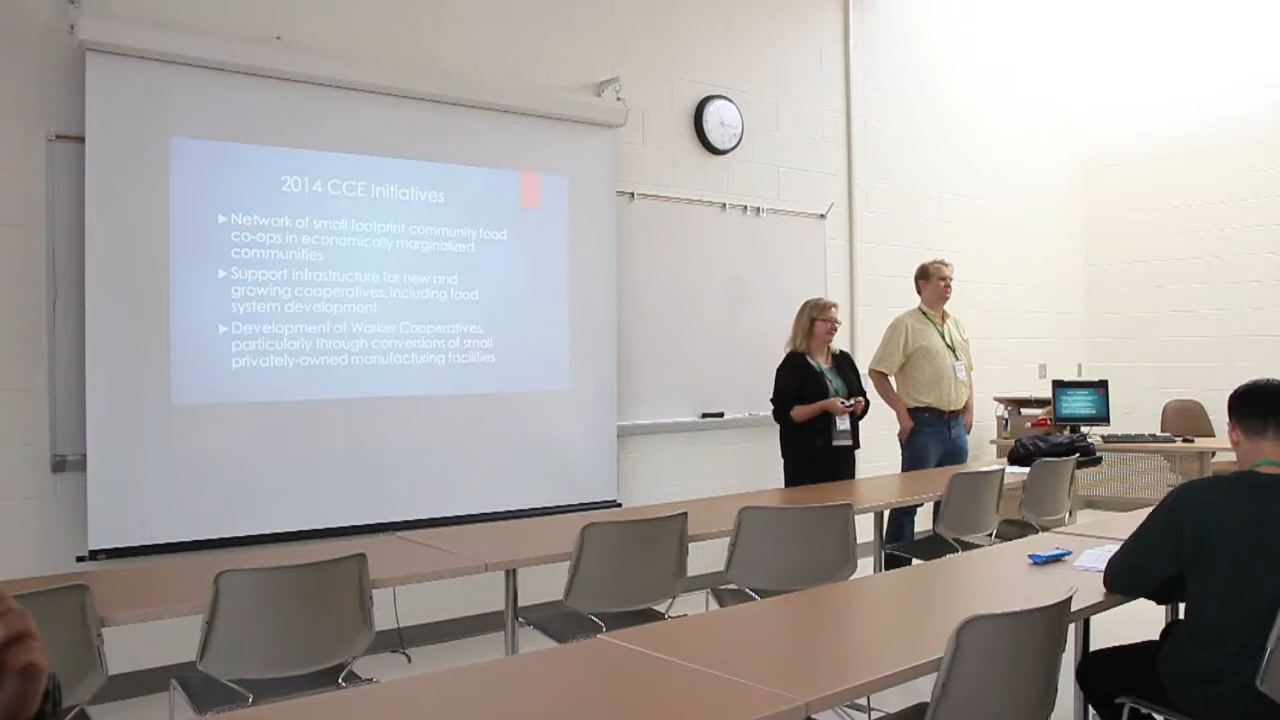 2014 CCE Initiatives
Network of small footprint community food
co-ops in economically marginalized
communities
Support infrastructure for new and
growing cooperatives, including food
system development
Development of Worker Cooperatives,
particularly through conversions of small
privately-owned manufacturing facilities